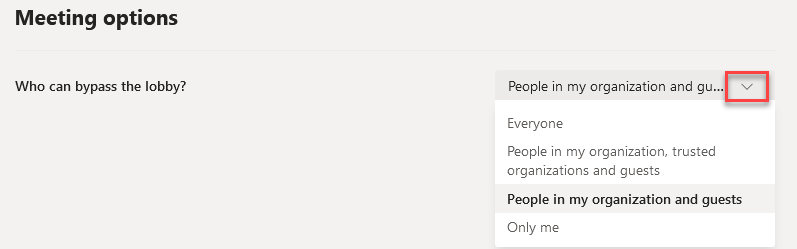 Meeting options
Who can bypass the lobby?
People in my organization and gu...
Everyone
People in my organization, trusted
organizations and guests
People in my organization and guests
Only me